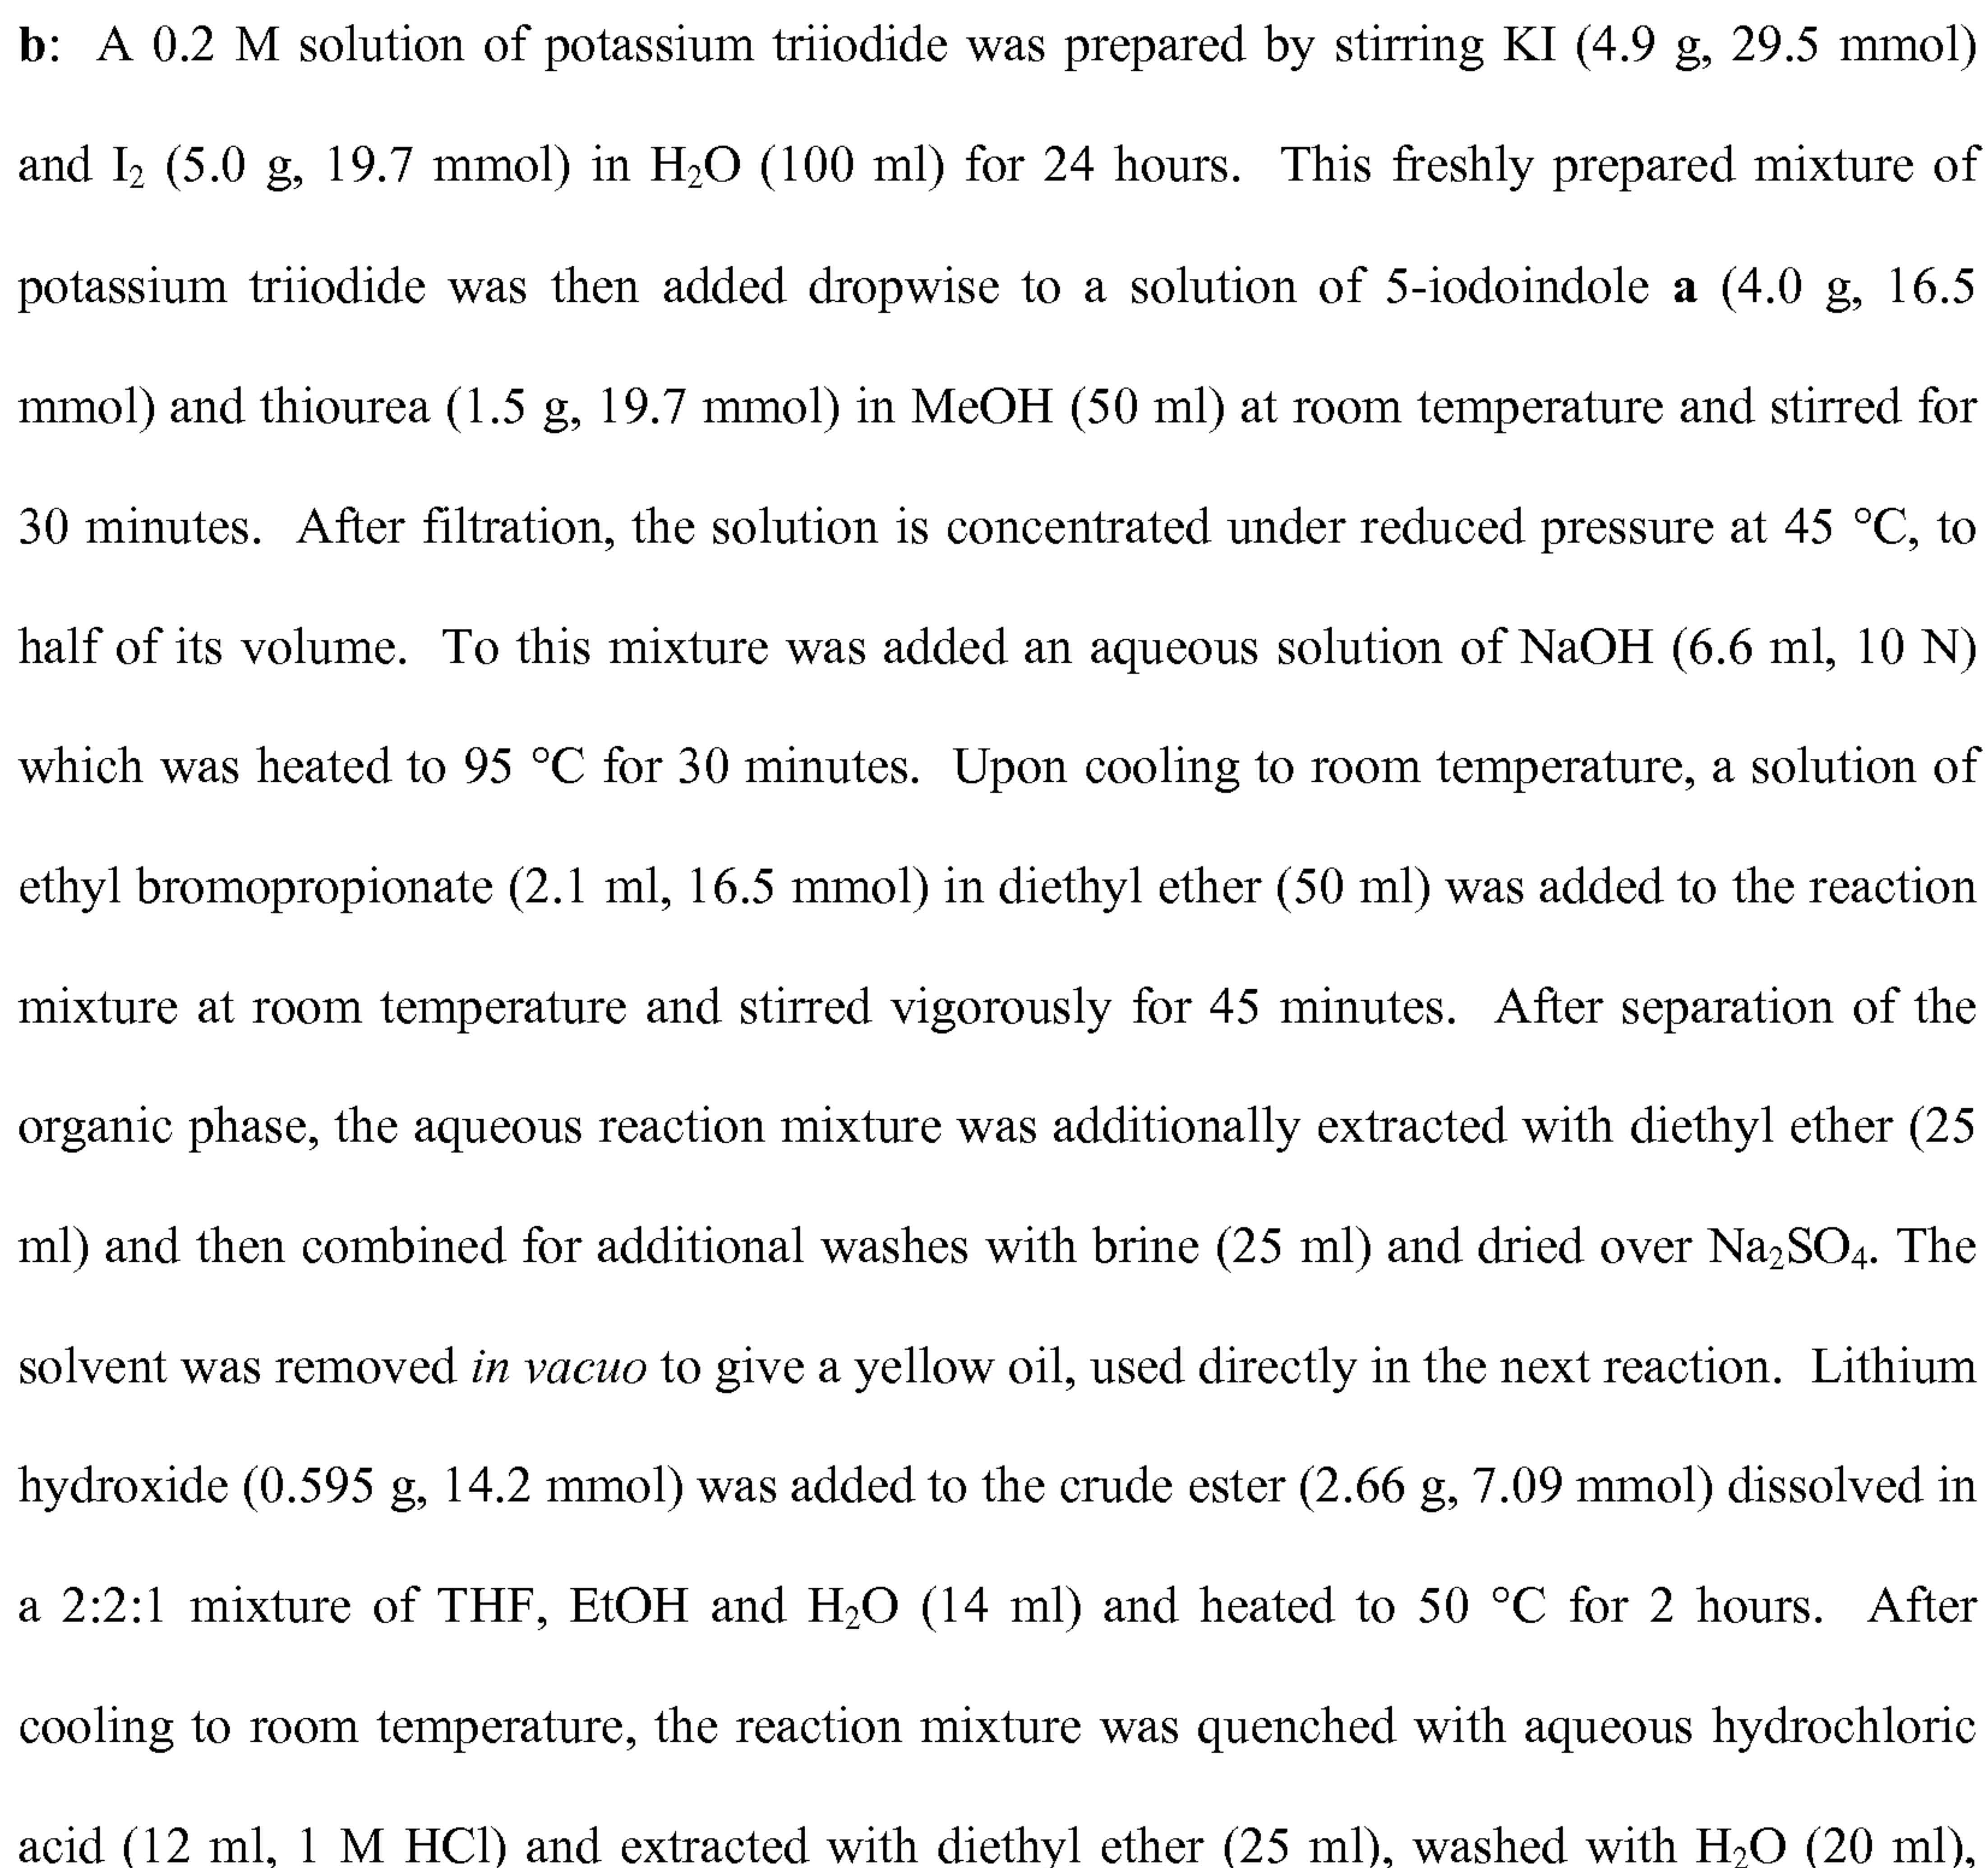 b: A 0.2 M solution of potassium triiodide was prepared by stirring KI (4.9 g, 29.5 mmol)
and I₂ (5.0 g, 19.7 mmol) in H₂O (100 ml) for 24 hours. This freshly prepared mixture of
potassium triiodide was then added dropwise to a solution of 5-iodoindole a (4.0 g, 16.5
mmol) and thiourea (1.5 g, 19.7 mmol) in MeOH (50 ml) at room temperature and stirred for
30 minutes. After filtration, the solution is concentrated under reduced pressure at 45 °C, to
half of its volume. To this mixture was added an aqueous solution of NaOH (6.6 ml, 10 N)
which was heated to 95 °C for 30 minutes. Upon cooling to room temperature, a solution of
ethyl bromopropionate (2.1 ml, 16.5 mmol) in diethyl ether (50 ml) was added to the reaction
mixture at room temperature and stirred vigorously for 45 minutes. After separation of the
organic phase, the aqueous reaction mixture was additionally extracted with diethyl ether (25
ml) and then combined for additional washes with brine (25 ml) and dried over Na₂SO₄. The
solvent was removed in vacuo to give a yellow oil, used directly in the next reaction. Lithium
hydroxide (0.595 g, 14.2 mmol) was added to the crude ester (2.66 g, 7.09 mmol) dissolved in
a 2:2:1 mixture of THF, EtOH and H₂O (14 ml) and heated to 50 °C for 2 hours. After
cooling to room temperature, the reaction mixture was quenched with aqueous hydrochloric
acid (12 ml, 1 M HCl) and extracted with diethyl ether (25 ml), washed with H₂O (20 ml),